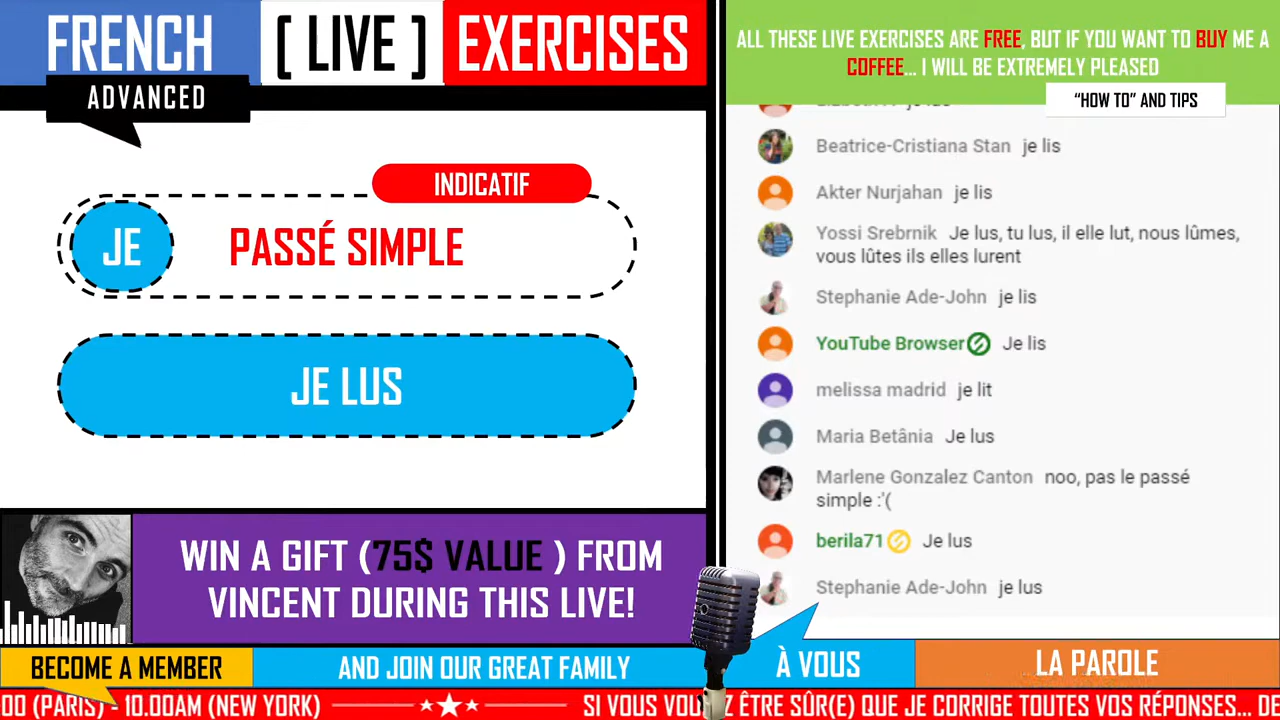 FRENCH [ LIVE ] EXERCISES
ADVANCED
INDICATIF
JE PASSÉ SIMPLE
JE LUS
WIN A GIFT (75$ VALUE ) FROM
VINCENT DURING THIS LIVE!
ALL THESE LIVE EXERCISES ARE FREE, BUT IF YOU WANT TO BUY ME A
COFFEE... I WILL BE EXTREMELY PLEASED
“HOW TO” AND TIPS
je lus
Beatrice-Cristiana Stan je lis
Akter Nurjahan je lis
Yossi Srebrnik Je lus, tu lus, il elle lut, nous lûmes,
vous lûtes ils elles lurent
Stephanie Ade-John je lis
YouTube Browser Je lis
melissa madrid je lit
Maria Betânia Je lus
Marlene Gonzalez Canton noo, pas le passé
simple :'(
berila71 Je lus
Stephanie Ade-John je lus
BECOME A MEMBER AND JOIN OUR GREAT FAMILY À VOUS LA PAROLE
00 (PARIS) - 10.00AM (NEW YORK) SI VOUS VOU Z ÊTRE SÛR(E) QUE JE CORRIGE TOUTES VOS RÉPONSES... DE